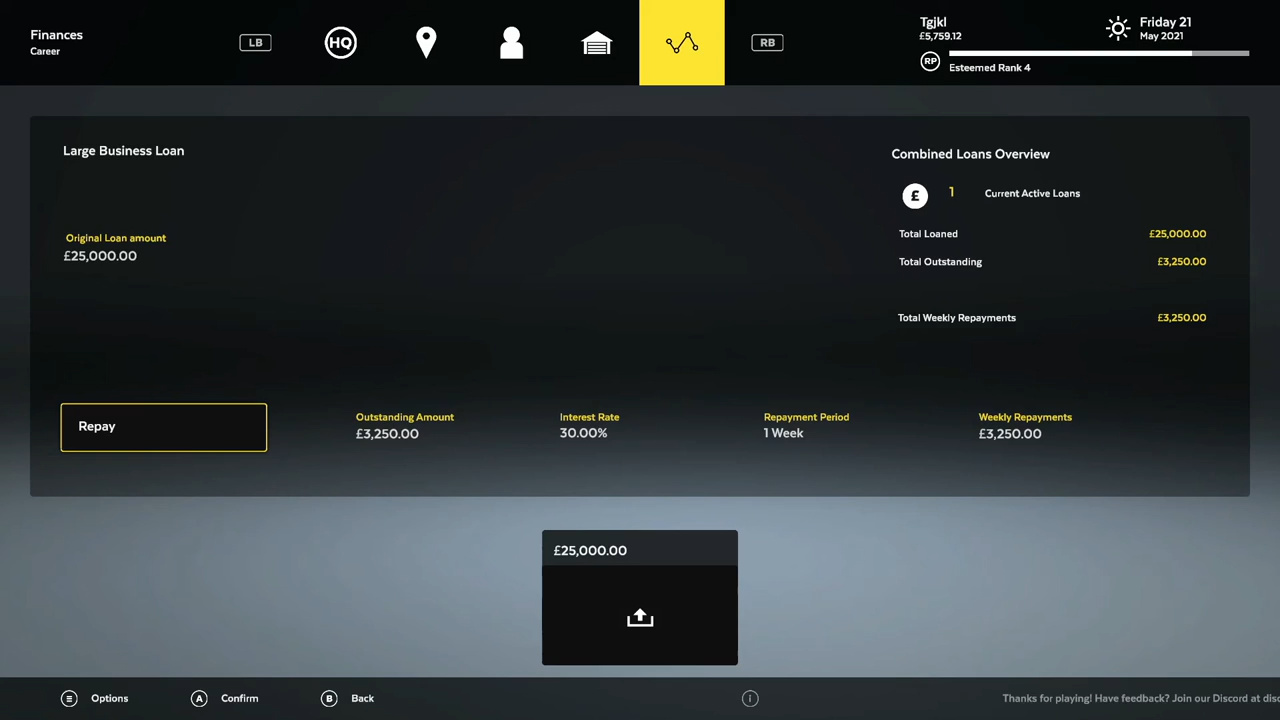 Finances
Career
LB
HQ
RB
Tgjkl
£5,759.12
Friday 21
May 2021
RP
Esteemed Rank 4
Large Business Loan
Original Loan amount
£25,000.00
Combined Loans Overview
£ 1 Current Active Loans
Total Loaned £25,000.00
Total Outstanding £3,250.00
Total Weekly Repayments £3,250.00
Repay
Outstanding Amount
£3,250.00
Interest Rate
30.00%
Repayment Period
1 Week
Weekly Repayments
£3,250.00
£25,000.00
Options
A Confirm
B Back
i
Thanks for playing! Have feedback? Join our Discord at